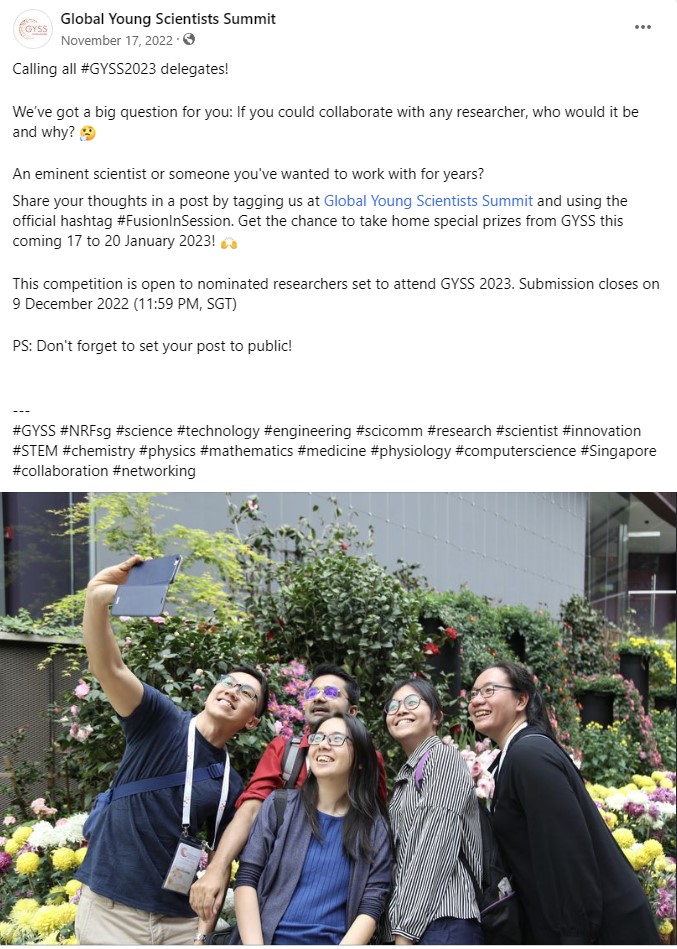 GYSS
Global Young Scientists Summit
November 17, 2022 ·
Calling all #GYSS2023 delegates!
We've got a big question for you: If you could collaborate with any researcher, who would it be
and why? 🤔
An eminent scientist or someone you've wanted to work with for years?
Share your thoughts in a post by tagging us at Global Young Scientists Summit and using the
official hashtag #FusionInSession. Get the chance to take home special prizes from GYSS this
coming 17 to 20 January 2023! 🙌
This competition is open to nominated researchers set to attend GYSS 2023. Submission closes on
9 December 2022 (11:59 PM, SGT)
PS: Don't forget to set your post to public!
---
#GYSS #NRFsg #science #technology #engineering #scicomm #research #scientist #innovation
#STEM #chemistry #physics #mathematics #medicine #physiology #computerscience #Singapore
#collaboration #networking